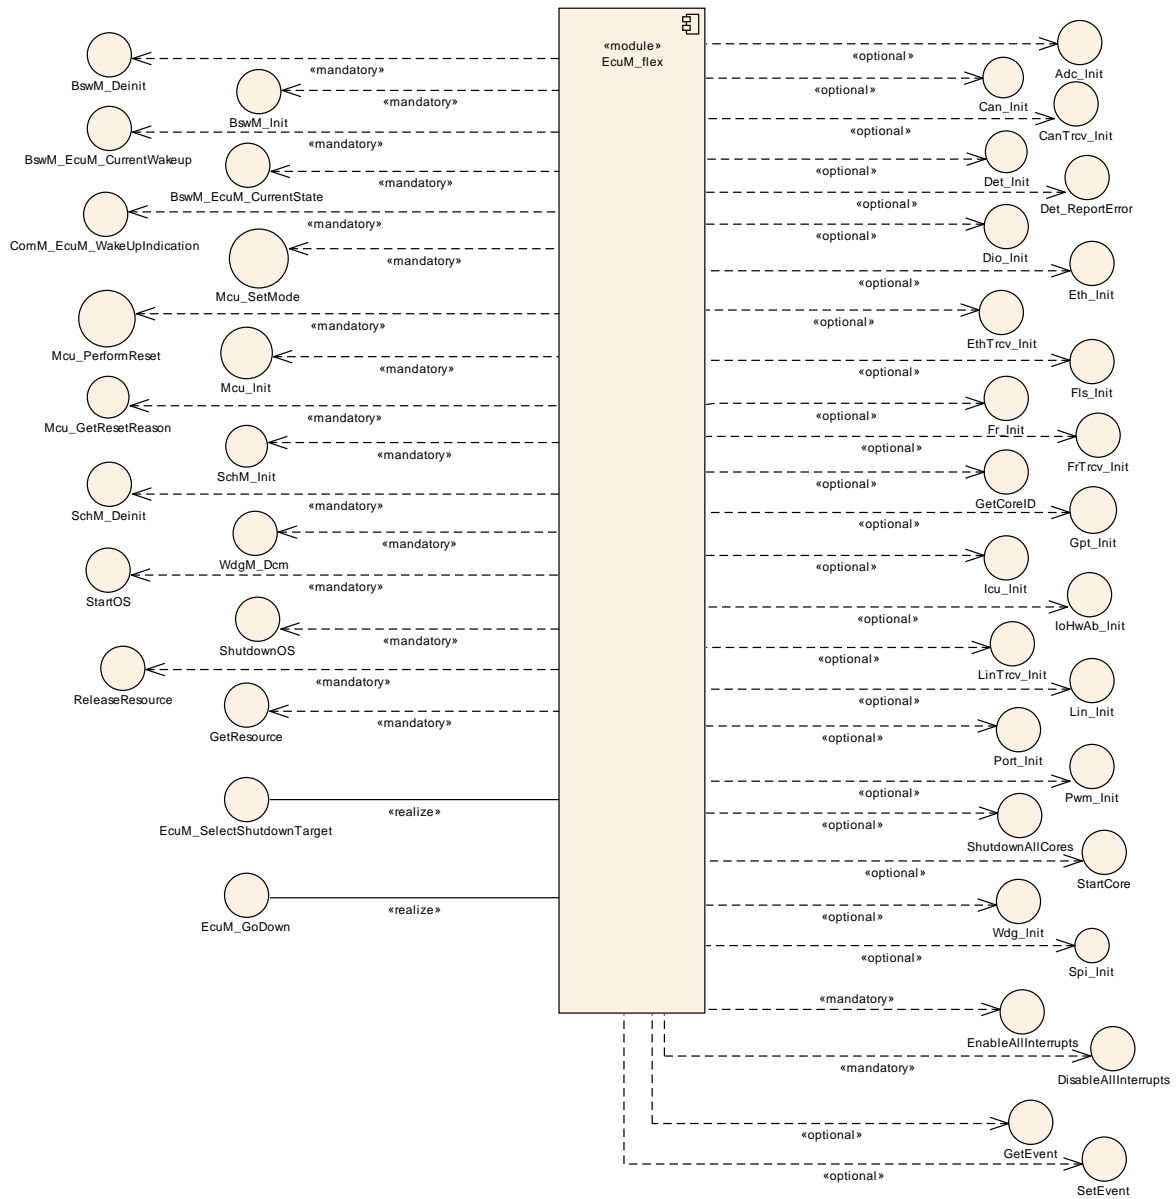 «module»
EcuM_flex
BswM_Deinit
«mandatory»
BswM_Init
«mandatory»
BswM_EcuM_CurrentWakeup
«mandatory»
BswM_EcuM_CurrentState
«mandatory»
ComM_EcuM_WakeUpIndication
«mandatory»
Mcu_SetMode
«mandatory»
Mcu_PerformReset
«mandatory»
Mcu_Init
«mandatory»
Mcu_GetResetReason
«mandatory»
SchM_Init
«mandatory»
SchM_Deinit
«mandatory»
WdgM_Dcm
«mandatory»
StartOS
«mandatory»
ShutdownOS
«mandatory»
ReleaseResource
«mandatory»
GetResource
«mandatory»
EcuM_SelectShutdownTarget
«realize»
EcuM_GoDown
«realize»
«optional»
Adc_Init
«optional»
Can_Init
«optional»
CanTrcv_Init
«optional»
Det_Init
«optional»
Det_ReportError
«optional»
Dio_Init
«optional»
Eth_Init
«optional»
EthTrcv_Init
«optional»
Fls_Init
«optional»
Fr_Init
«optional»
FrTrcv_Init
«optional»
GetCoreID
«optional»
Gpt_Init
«optional»
Icu_Init
«optional»
IoHwAb_Init
«optional»
LinTrcv_Init
«optional»
Lin_Init
«optional»
Port_Init
«optional»
Pwm_Init
«optional»
ShutdownAllCores
«optional»
StartCore
«optional»
Wdg_Init
«optional»
Spi_Init
«mandatory»
EnableAllInterrupts
«mandatory»
DisableAllInterrupts
«optional»
GetEvent
«optional»
SetEvent